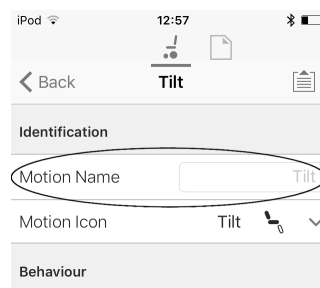 iPod 12:57
Back Tilt
Identification
Motion Name Tilt
Motion Icon Tilt
Behaviour